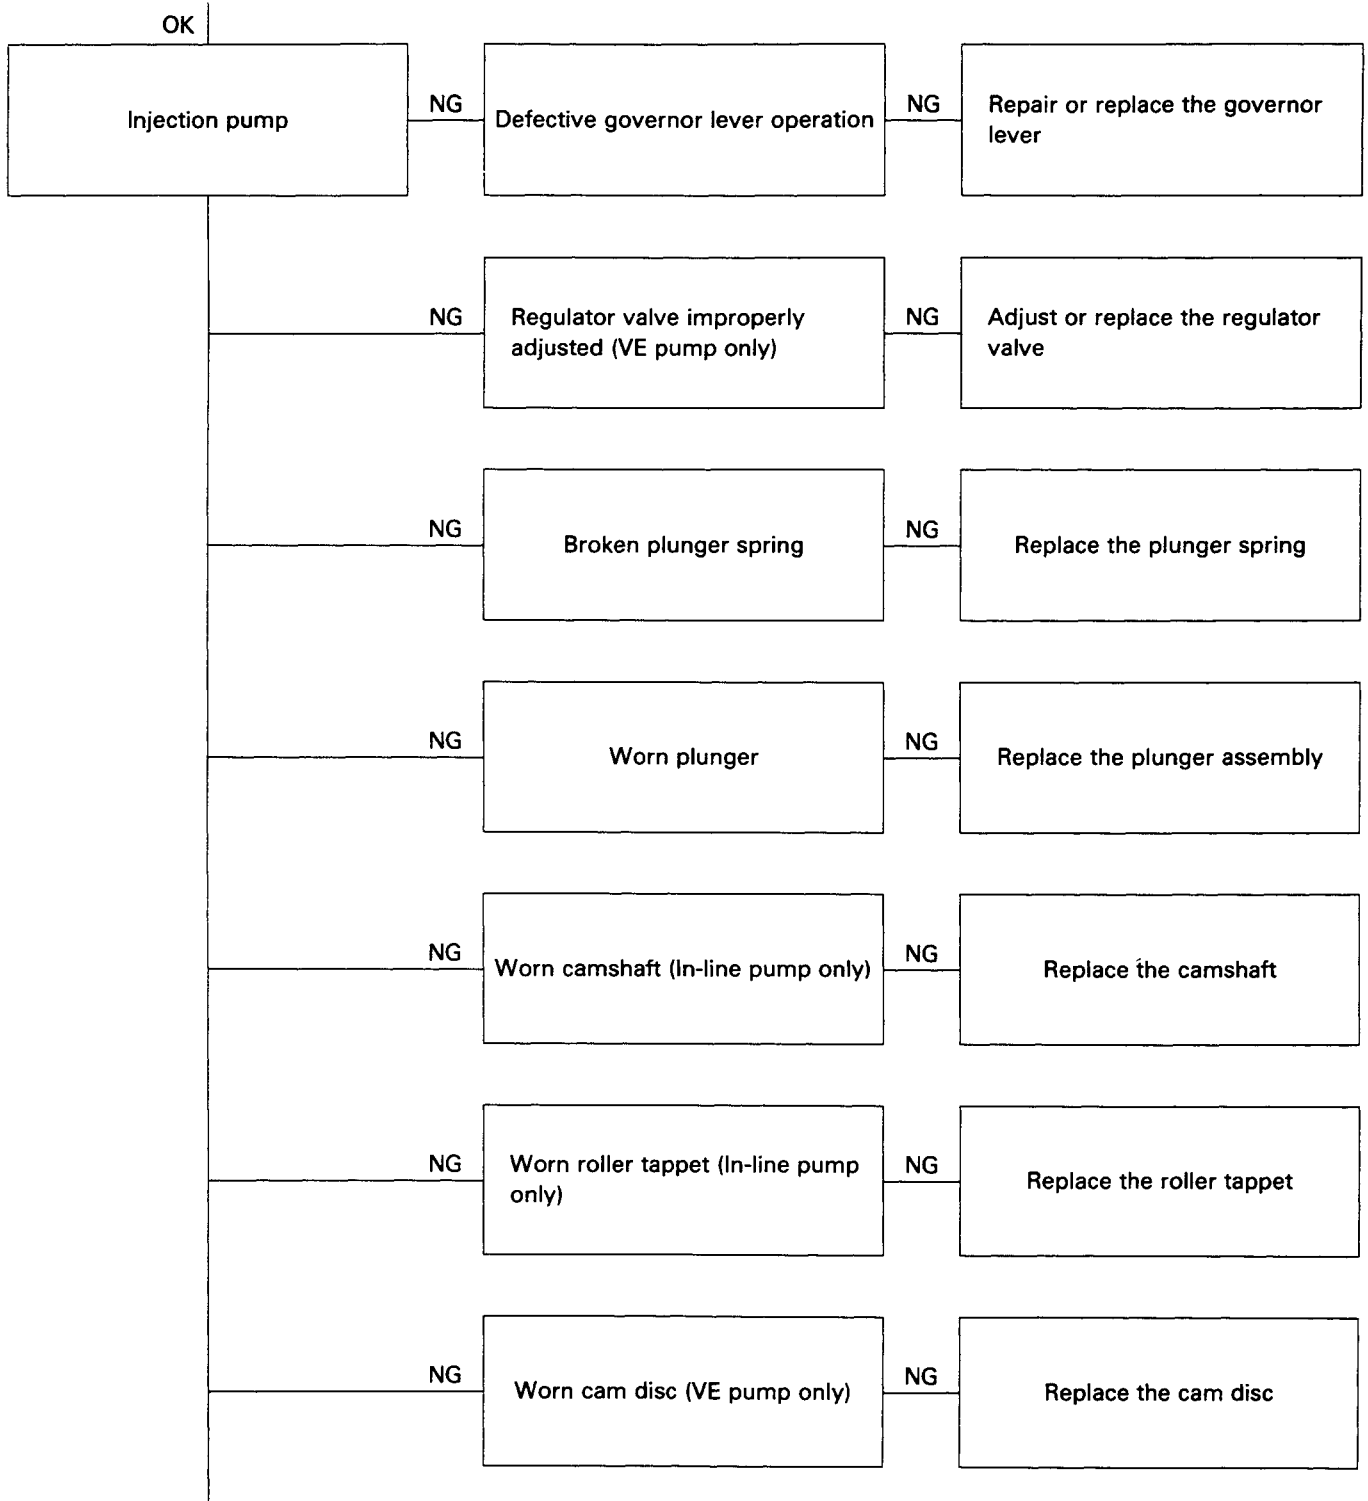 OK
Injection pump
NG
Defective governor lever operation
NG
Repair or replace the governor
lever
NG
Regulator valve improperly
adjusted (VE pump only)
NG
Adjust or replace the regulator
valve
NG
Broken plunger spring
NG
Replace the plunger spring
NG
Worn plunger
NG
Replace the plunger assembly
NG
Worn camshaft (In-line pump only)
NG
Replace the camshaft
NG
Worn roller tappet (In-line pump
only)
NG
Replace the roller tappet
NG
Worn cam disc (VE pump only)
NG
Replace the cam disc